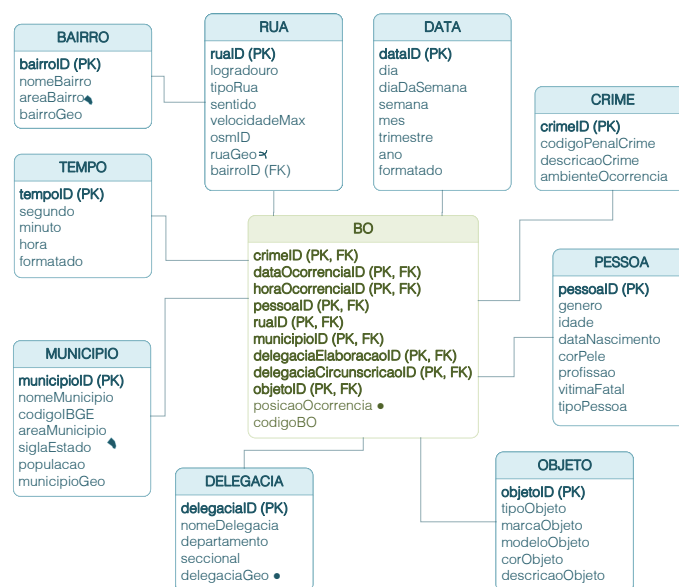 BAIRRO
bairroID (PK)
nomeBairro
areaBairro
bairroGeo
RUA
ruaID (PK)
logradouro
tipoRua
sentido
velocidadeMax
osmID
ruaGeo
bairroID (FK)
DATA
dataID (PK)
dia
diaDaSemana
semana
mes
trimestre
ano
formatado
CRIME
crimeID (PK)
codigoPenalCrime
descricaoCrime
ambienteOcorrencia
TEMPO
tempoID (PK)
segundo
minuto
hora
formatado
BO
crimeID (PK, FK)
dataOcorrenciaID (PK, FK)
horaOcorrenciaID (PK, FK)
pessoaID (PK, FK)
ruaID (PK, FK)
municipioID (PK, FK)
delegaciaElaboracaoID (PK, FK)
delegaciaCircunscricaoID (PK, FK)
objetoID (PK, FK)
posicaoOcorrencia
codigoBO
PESSOA
pessoaID (PK)
genero
idade
dataNascimento
corPele
profissao
vitimaFatal
tipoPessoa
MUNICIPIO
municipioID (PK)
nomeMunicipio
codigoIBGE
areaMunicipio
siglaEstado
populacao
municipioGeo
DELEGACIA
delegaciaID (PK)
nomeDelegacia
departamento
seccional
delegaciaGeo
OBJETO
objetoID (PK)
tipoObjeto
marcaObjeto
modeloObjeto
corObjeto
descricaoObjeto